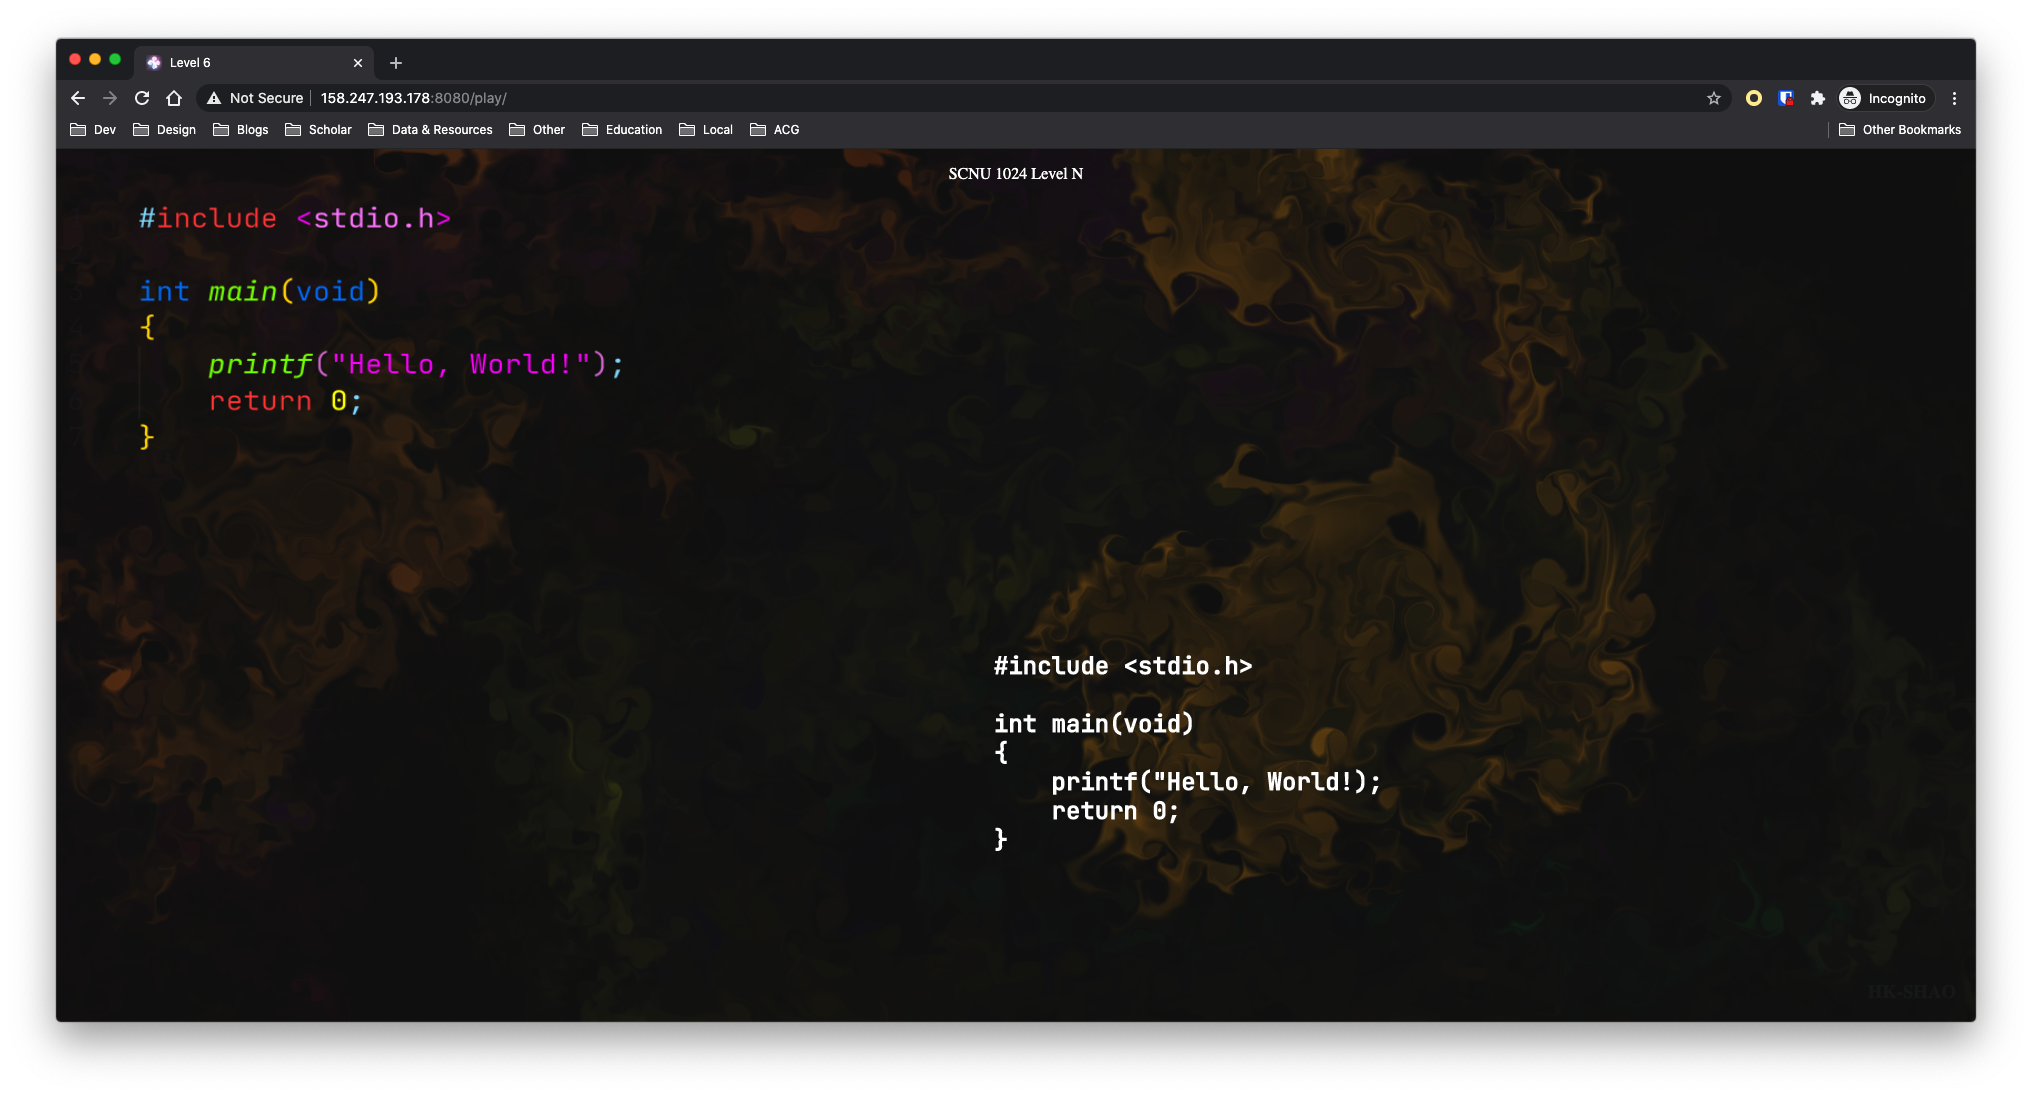 Level 6
Not Secure
158.247.193.178:8080/play/
Incognito
Dev
Design
Blogs
Scholar
Data & Resources
Other
Education
Local
ACG
Other Bookmarks
SCNU 1024 Level N
#include <stdio.h>
int main(void)
{
printf("Hello, World!");
return 0;
}
#include <stdio.h>
int main(void)
{
printf("Hello, World!);
return 0;
}
HK-SHAO